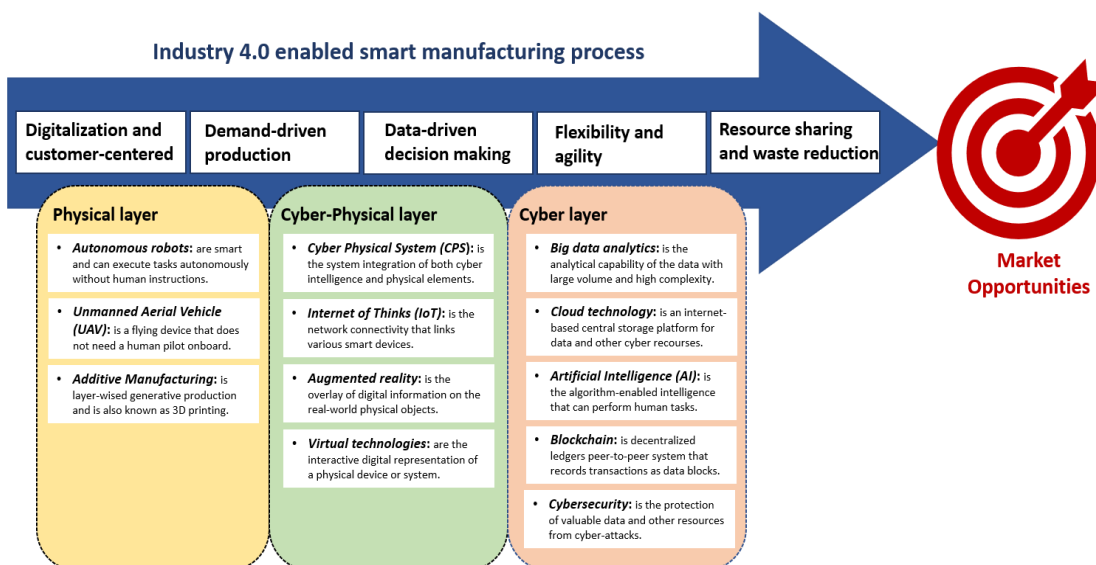 Industry 4.0 enabled smart manufacturing process
Digitalization and
customer-centered
Demand-driven
production
Data-driven
decision making
Flexibility and
agility
Resource sharing
and waste reduction
Market
Opportunities
Physical layer
• Autonomous robots: are smart
and can execute tasks autonomously
without human instructions.
• Unmanned Aerial Vehicle
(UAV): is a flying device that does
not need a human pilot onboard.
• Additive Manufacturing: is
layer-wised generative production
and is also known as 3D printing.
Cyber-Physical layer
• Cyber Physical System (CPS): is
the system integration of both cyber
intelligence and physical elements.
• Internet of Thinks (IoT): is the
network connectivity that links
various smart devices.
• Augmented reality: is the
overlay of digital information on the
real-world physical objects.
• Virtual technologies: are the
interactive digital representation of
a physical device or system.
Cyber layer
• Big data analytics: is the
analytical capability of the data with
large volume and high complexity.
• Cloud technology: is an internet-
based central storage platform for
data and other cyber recourses.
• Artificial Intelligence (AI): is
the algorithm-enabled intelligence
that can perform human tasks.
• Blockchain: is decentralized
ledgers peer-to-peer system that
records transactions as data blocks.
• Cybersecurity: is the protection
of valuable data and other resources
from cyber-attacks.